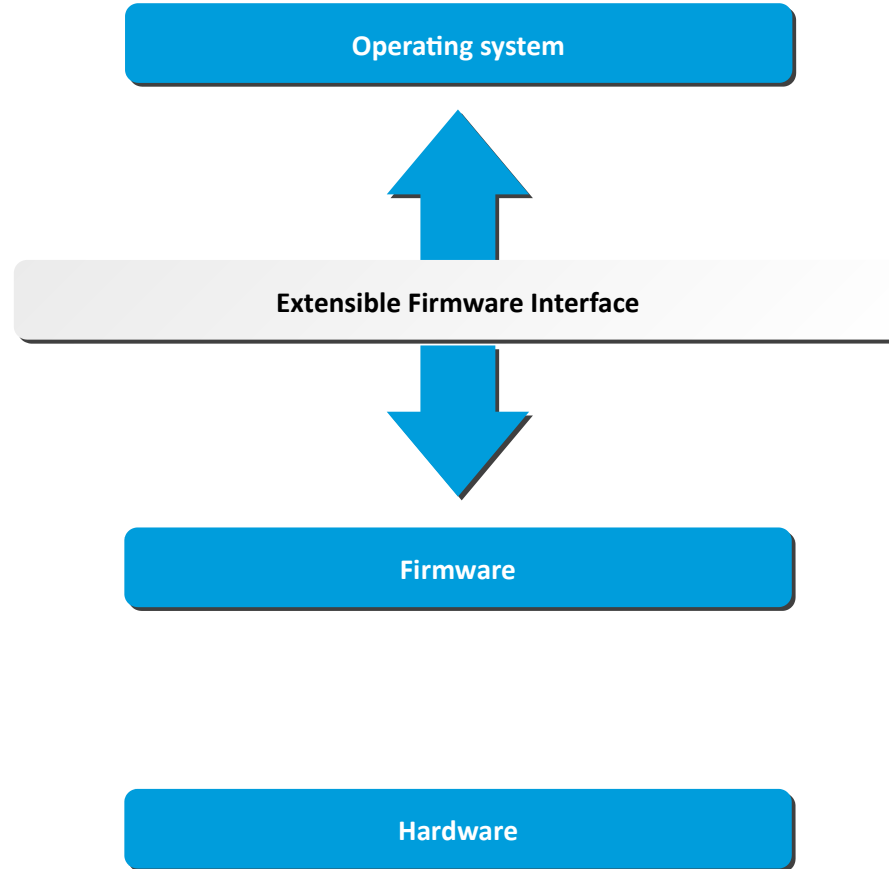 Operating system
Extensible Firmware Interface
Firmware
Hardware